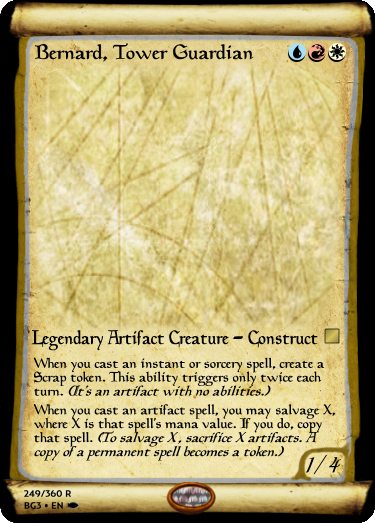 Bernard, Tower Guardian
Legendary Artifact Creature – Construct
When you cast an instant or sorcery spell, create a
Scrap token. This ability triggers only twice each
turn. (It's an artifact with no abilities.)
When you cast an artifact spell, you may salvage X,
where X is that spell's mana value. If you do, copy
that spell. (To salvage X, sacrifice X artifacts. A
copy of a permanent spell becomes a token.)
1/4
249/360 R
BG3 • EN